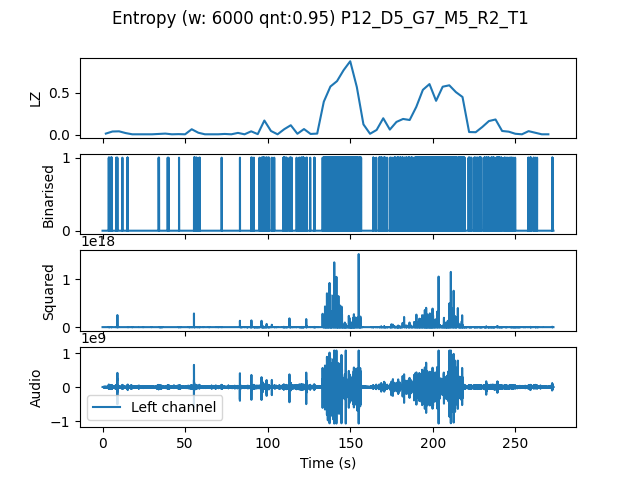 Entropy (w: 6000 qnt:0.95) P12_D5_G7_M5_R2_T1
LZ
0.5
0.0
Binarised
1
0
1e18
Squared
1
0
1e9
Audio
1
0
−1
Left channel
0 50 100 150 200 250
Time (s)